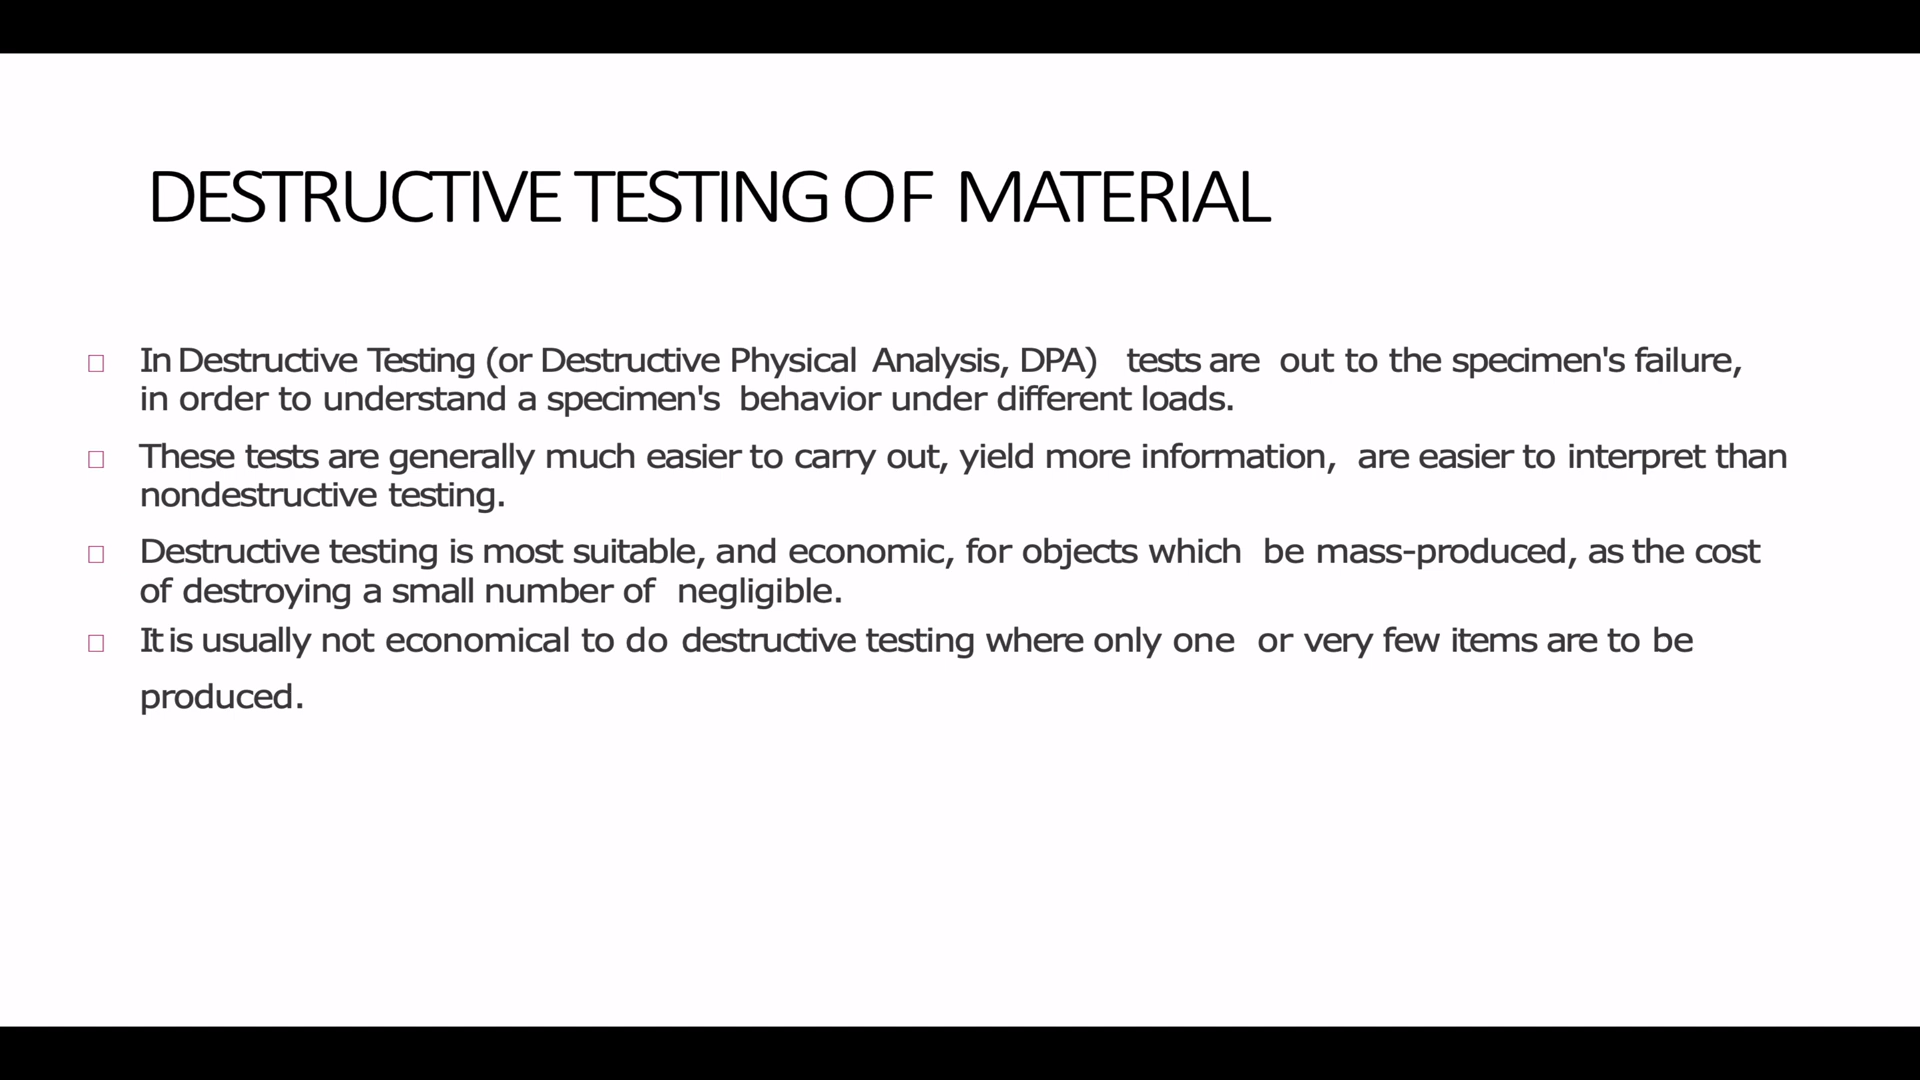 DESTRUCTIVE TESTING OF MATERIAL
In Destructive Testing (or Destructive Physical Analysis, DPA) tests are out to the specimen's failure,
in order to understand a specimen's behavior under different loads.
These tests are generally much easier to carry out, yield more information, are easier to interpret than
nondestructive testing.
Destructive testing is most suitable, and economic, for objects which be mass-produced, as the cost
of destroying a small number of negligible.
It is usually not economical to do destructive testing where only one or very few items are to be
produced.